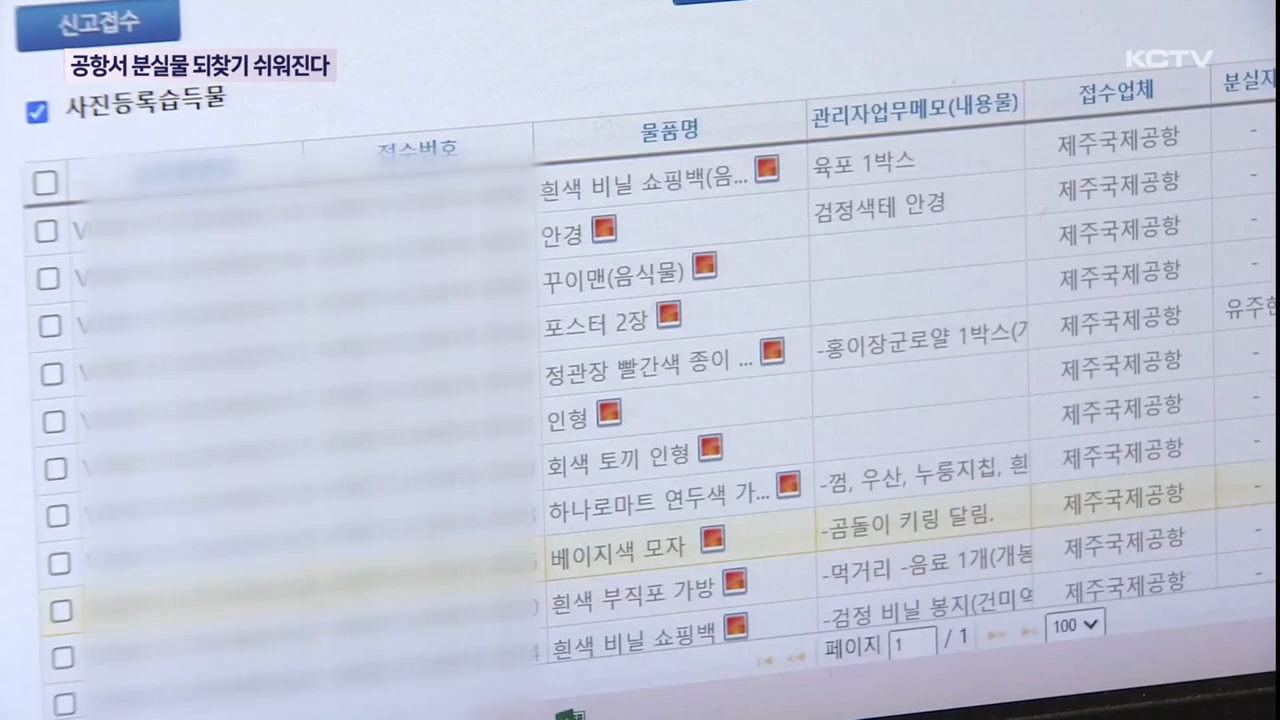 신고접수
공항서 분실물 되찾기 쉬워진다
KCTV
사진등록습득물
접수번호 물품명 관리자업무메모(내용물) 접수업체
흰색 비닐 쇼핑백(음... 육포 1박스 제주국제공항 -
안경 검정색테 안경 제주국제공항 -
꾸이맨(음식물) 제주국제공항 -
포스터 2장 제주국제공항 -
정관장 빨간색 종이 ... -홍이장군로얄 1박스( 제주국제공항
인형 제주국제공항 -
회색 토끼 인형 제주국제공항 -
하나로마트 연두색 가... -껌, 우산, 누룽지칩, 흰 제주국제공항 -
베이지색 모자 -곰돌이 키링 달림. 제주국제공항 -
흰색 부직포 가방 -먹거리 -음료 1개(개봉 제주국제공항 -
흰색 비닐 쇼핑백 -검정 비닐 봉지(건미역 제주국제공항 -
페이지 1 / 1 100